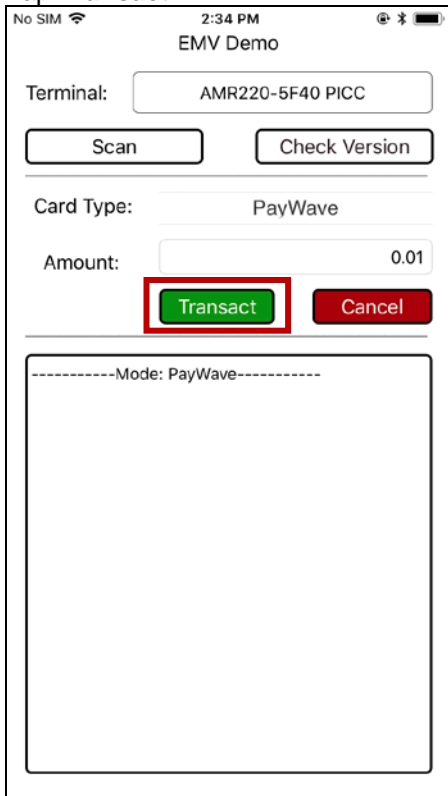 No SIM 2:34 PM
EMV Demo
Terminal: AMR220-5F40 PICC
Scan Check Version
Card Type: PayWave
Amount: 0.01
Transact Cancel
-----------Mode: PayWave-----------